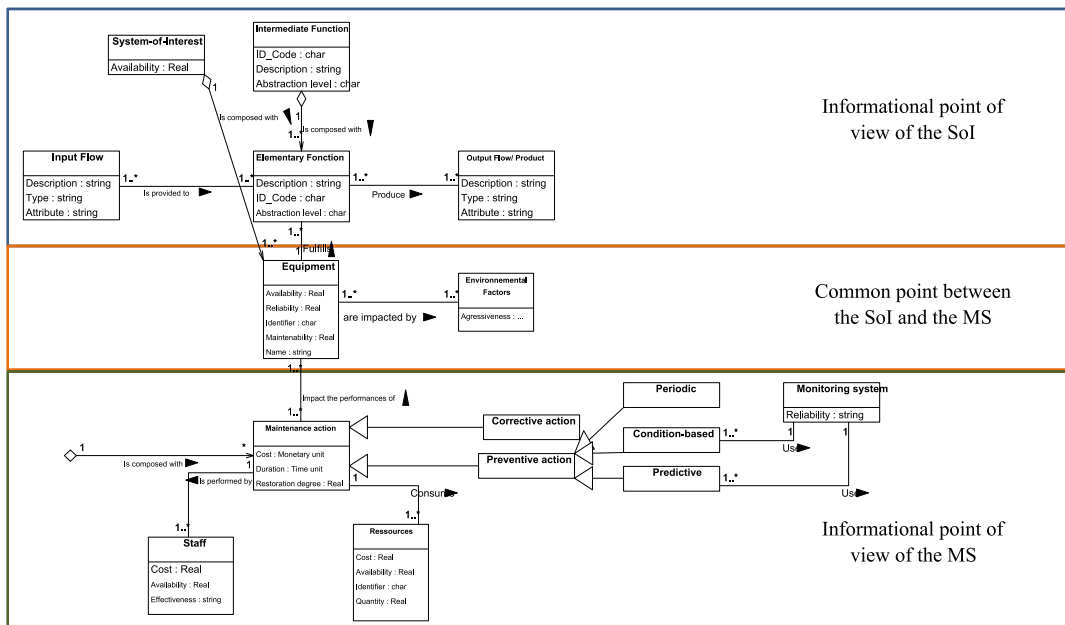 System-of-Interest
Availability : Real
1
Intermediate Function
ID_Code : char
Description : string
Abstraction level : char
1
Is composed with
Is composed with
1..*
Informational point of
view of the SoI
Input Flow
Description : string
Type : string
Attribute : string
1..*
Is provided to
1..*
Elementary Fonction
Description : string
ID_Code : char
Abstraction level : char
1..*
Produce
1..*
Output Flow/ Product
Description : string
Type : string
Attribute : string
1..*
1..*
1
Fulfills
Equipment
Availability : Real
Reliability : Real
Identifier : char
Maintenability : Real
Name : string
1..*
are impacted by
1..*
Environnemental
Factors
Agressiveness : ...
Common point between
the SoI and the MS
1..*
Impact the performances of
1..*
Maintenance action
Cost : Monetary unit
Duration : Time unit
Restoration degree : Real
1
*
Is composed with
1
Is performed by
1..*
1
Consume
1..*
Corrective action
Preventive action
Periodic
Condition-based
Predictive
1..*
1..*
Monitoring system
Reliability : string
1
1
Use
Use
Staff
Cost : Real
Availability : Real
Effectiveness : string
Ressources
Cost : Real
Availability : Real
Identifier : char
Quantity : Real
Informational point of
view of the MS